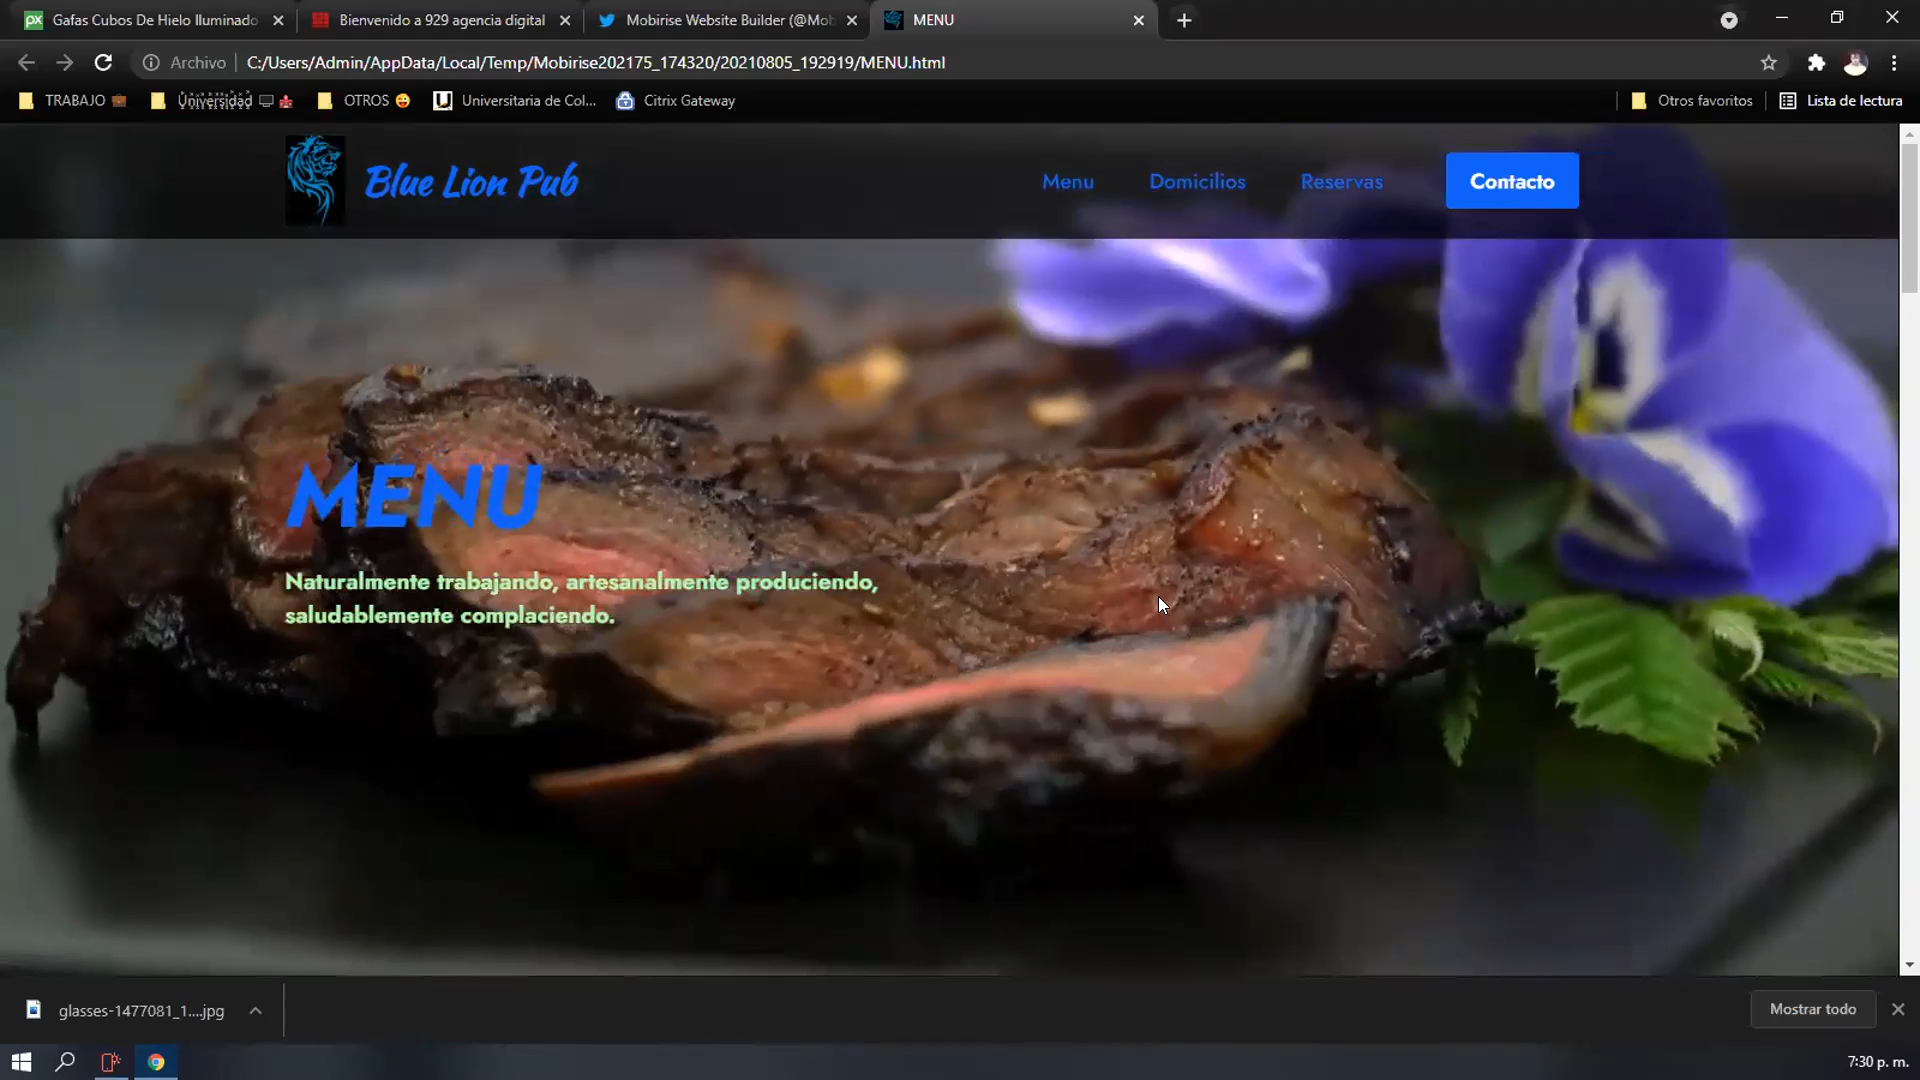 Gafas Cubos De Hielo Iluminado
Bienvenido a 929 agencia digital
Mobirise Website Builder (@Mob
MENU
Archivo
C:/Users/Admin/AppData/Local/Temp/Mobirise202175_174320/20210805_192919/MENU.html
TRABAJO
Universidad
OTROS
Universitaria de Col...
Citrix Gateway
Otros favoritos
Lista de lectura
Blue Lion Pub
Menu
Domicilios
Reservas
Contacto
MENU
Naturalmente trabajando, artesanalmente produciendo,
saludablemente complaciendo.
glasses-1477081_1....jpg
Mostrar todo
7:30 p. m.